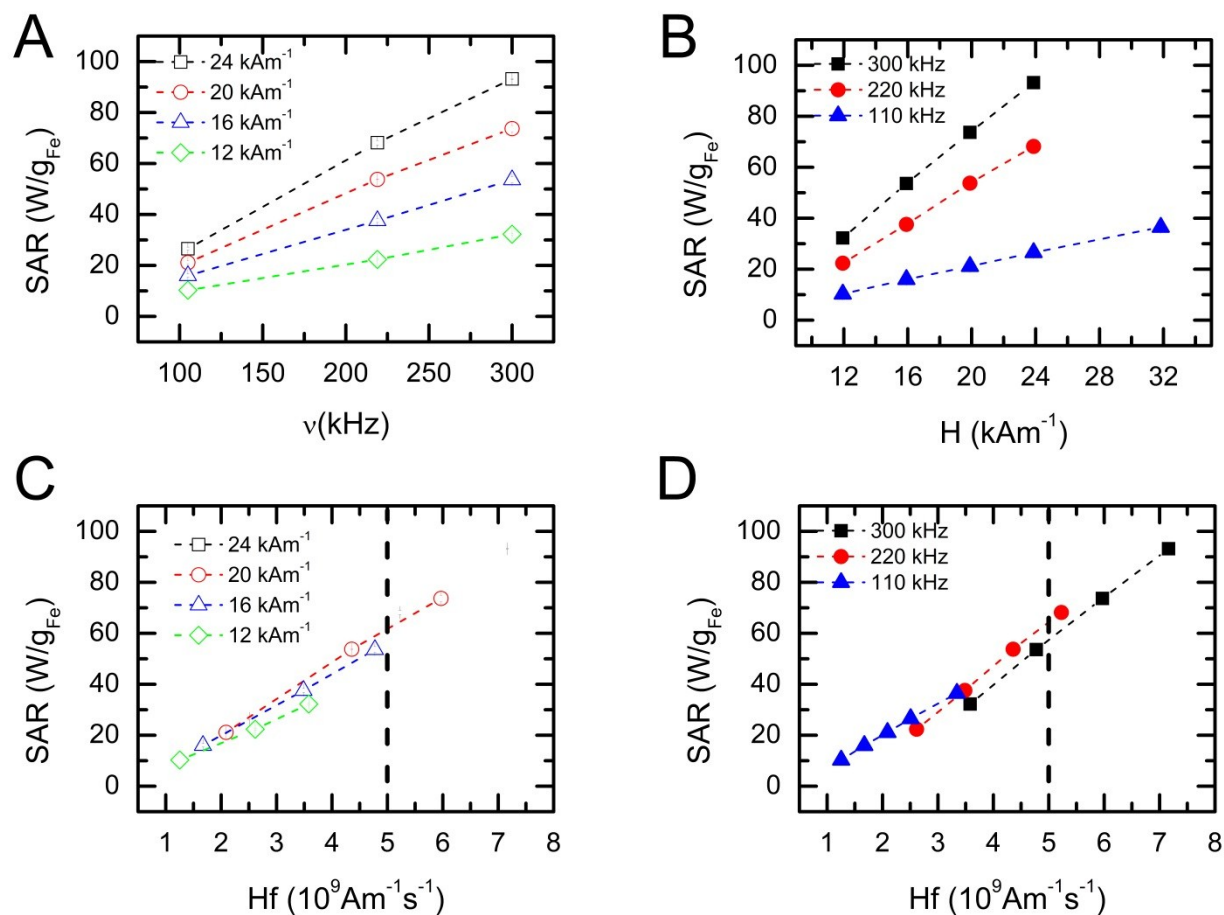 A
SAR (W/gFe)
100
80
60
40
20
0
24 kAm⁻¹
20 kAm⁻¹
16 kAm⁻¹
12 kAm⁻¹
100 150 200 250 300
ν(kHz)
B
SAR (W/gFe)
100
80
60
40
20
0
300 kHz
220 kHz
110 kHz
12 16 20 24 28 32
H (kAm⁻¹)
C
SAR (W/gFe)
100
80
60
40
20
0
24 kAm⁻¹
20 kAm⁻¹
16 kAm⁻¹
12 kAm⁻¹
1 2 3 4 5 6 7 8
Hf (10⁹Am⁻¹s⁻¹)
D
SAR (W/gFe)
100
80
60
40
20
0
300 kHz
220 kHz
110 kHz
1 2 3 4 5 6 7 8
Hf (10⁹Am⁻¹s⁻¹)